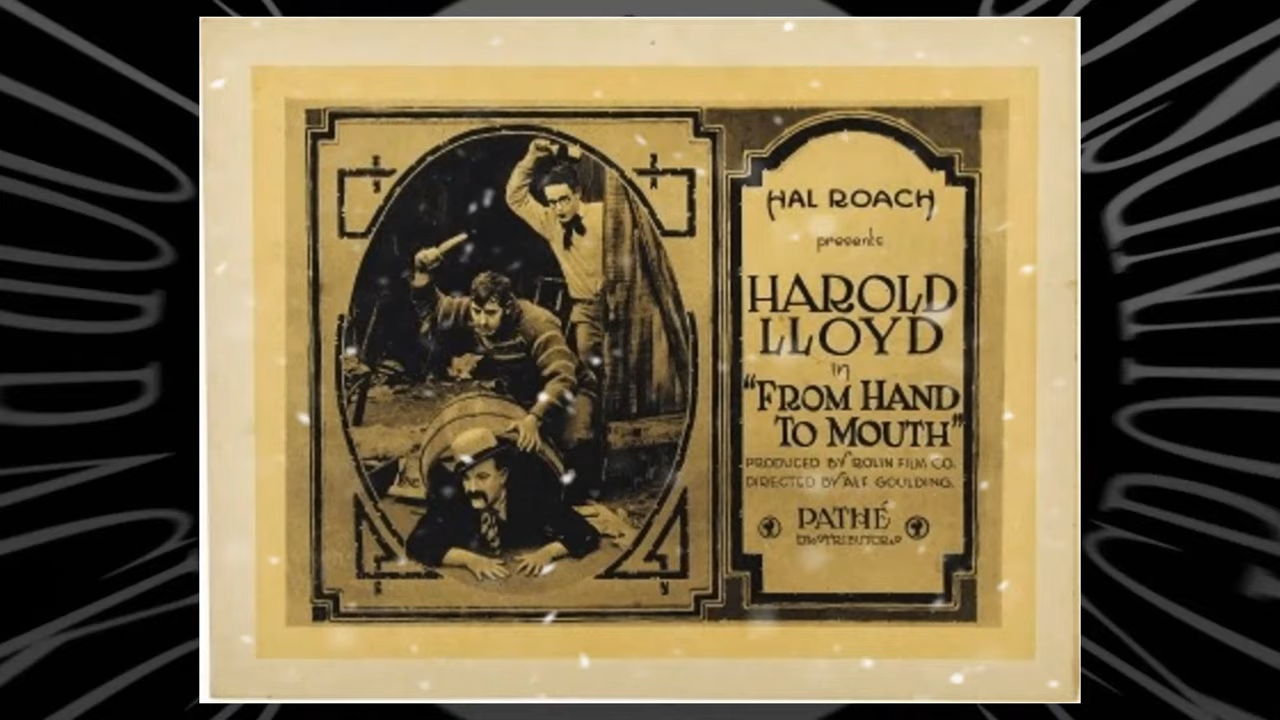 HAL ROACH
presents
HAROLD
LLOYD
in
"FROM HAND
TO MOUTH"
PRODUCED BY ROLIN FILM CO.
DIRECTED BY ALF. GOULDING.
PATHÉ
DISTRIBUTORS